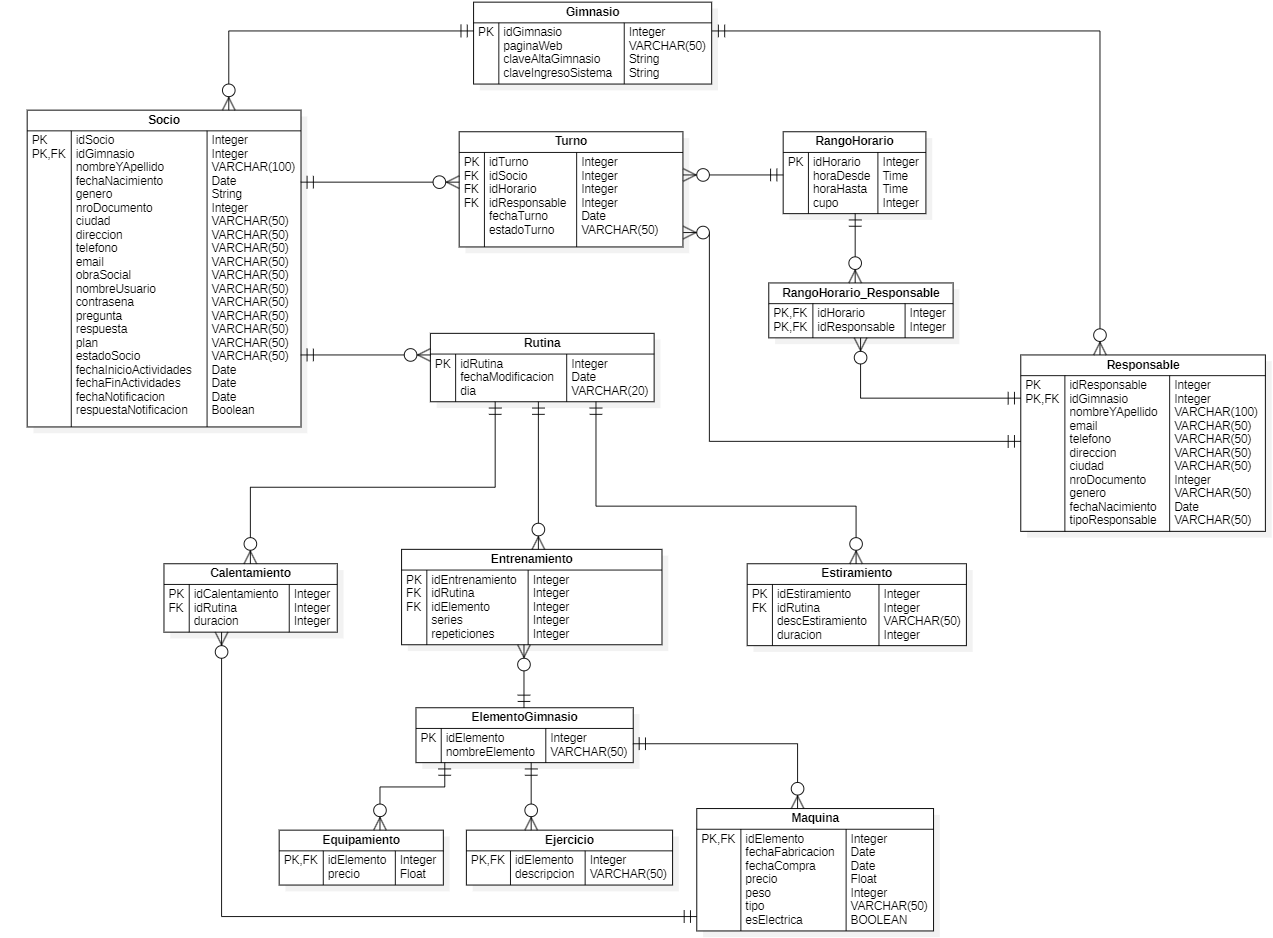 Gimnasio
PK idGimnasio Integer
paginaWeb VARCHAR(50)
claveAltaGimnasio String
claveIngresoSistema String
Socio
PK idSocio Integer
PK,FK idGimnasio Integer
nombreYApellido VARCHAR(100)
fechaNacimiento Date
genero String
nroDocumento Integer
ciudad VARCHAR(50)
direccion VARCHAR(50)
telefono VARCHAR(50)
email VARCHAR(50)
obraSocial VARCHAR(50)
nombreUsuario VARCHAR(50)
contrasena VARCHAR(50)
pregunta VARCHAR(50)
respuesta VARCHAR(50)
plan VARCHAR(50)
estadoSocio VARCHAR(50)
fechaInicioActividades Date
fechaFinActividades Date
fechaNotificacion Date
respuestaNotificacion Boolean
Turno
PK idTurno Integer
FK idSocio Integer
FK idHorario Integer
FK idResponsable Integer
fechaTurno Date
estadoTurno VARCHAR(50)
RangoHorario
PK idHorario Integer
horaDesde Time
horaHasta Time
cupo Integer
RangoHorario_Responsable
PK,FK idHorario Integer
PK,FK idResponsable Integer
Rutina
PK idRutina Integer
fechaModificacion Date
dia VARCHAR(20)
Responsable
PK idResponsable Integer
PK,FK idGimnasio Integer
nombreYApellido VARCHAR(100)
email VARCHAR(50)
telefono VARCHAR(50)
direccion VARCHAR(50)
ciudad VARCHAR(50)
nroDocumento Integer
genero VARCHAR(50)
fechaNacimiento Date
tipoResponsable VARCHAR(50)
Calentamiento
PK idCalentamiento Integer
FK idRutina Integer
duracion Integer
Entrenamiento
PK idEntrenamiento Integer
FK idRutina Integer
FK idElemento Integer
series Integer
repeticiones Integer
Estiramiento
PK idEstiramiento Integer
FK idRutina Integer
descEstiramiento VARCHAR(50)
duracion Integer
ElementoGimnasio
PK idElemento Integer
nombreElemento VARCHAR(50)
Equipamiento
PK,FK idElemento Integer
precio Float
Ejercicio
PK,FK idElemento Integer
descripcion VARCHAR(50)
Maquina
PK,FK idElemento Integer
fechaFabricacion Date
fechaCompra Date
precio Float
peso Integer
tipo VARCHAR(50)
esElectrica BOOLEAN